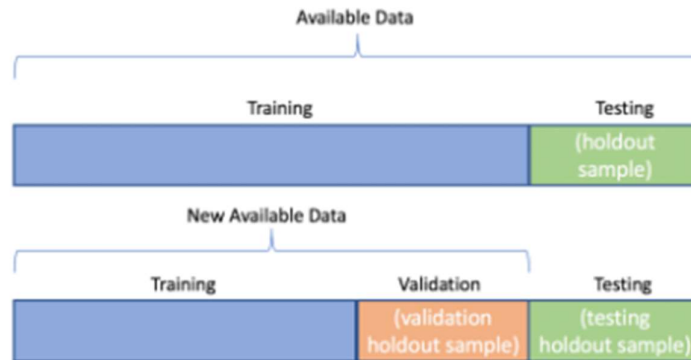 Available Data
Training Testing
(holdout
sample)
New Available Data
Training Validation Testing
(validation
holdout sample)
(testing
holdout sample)